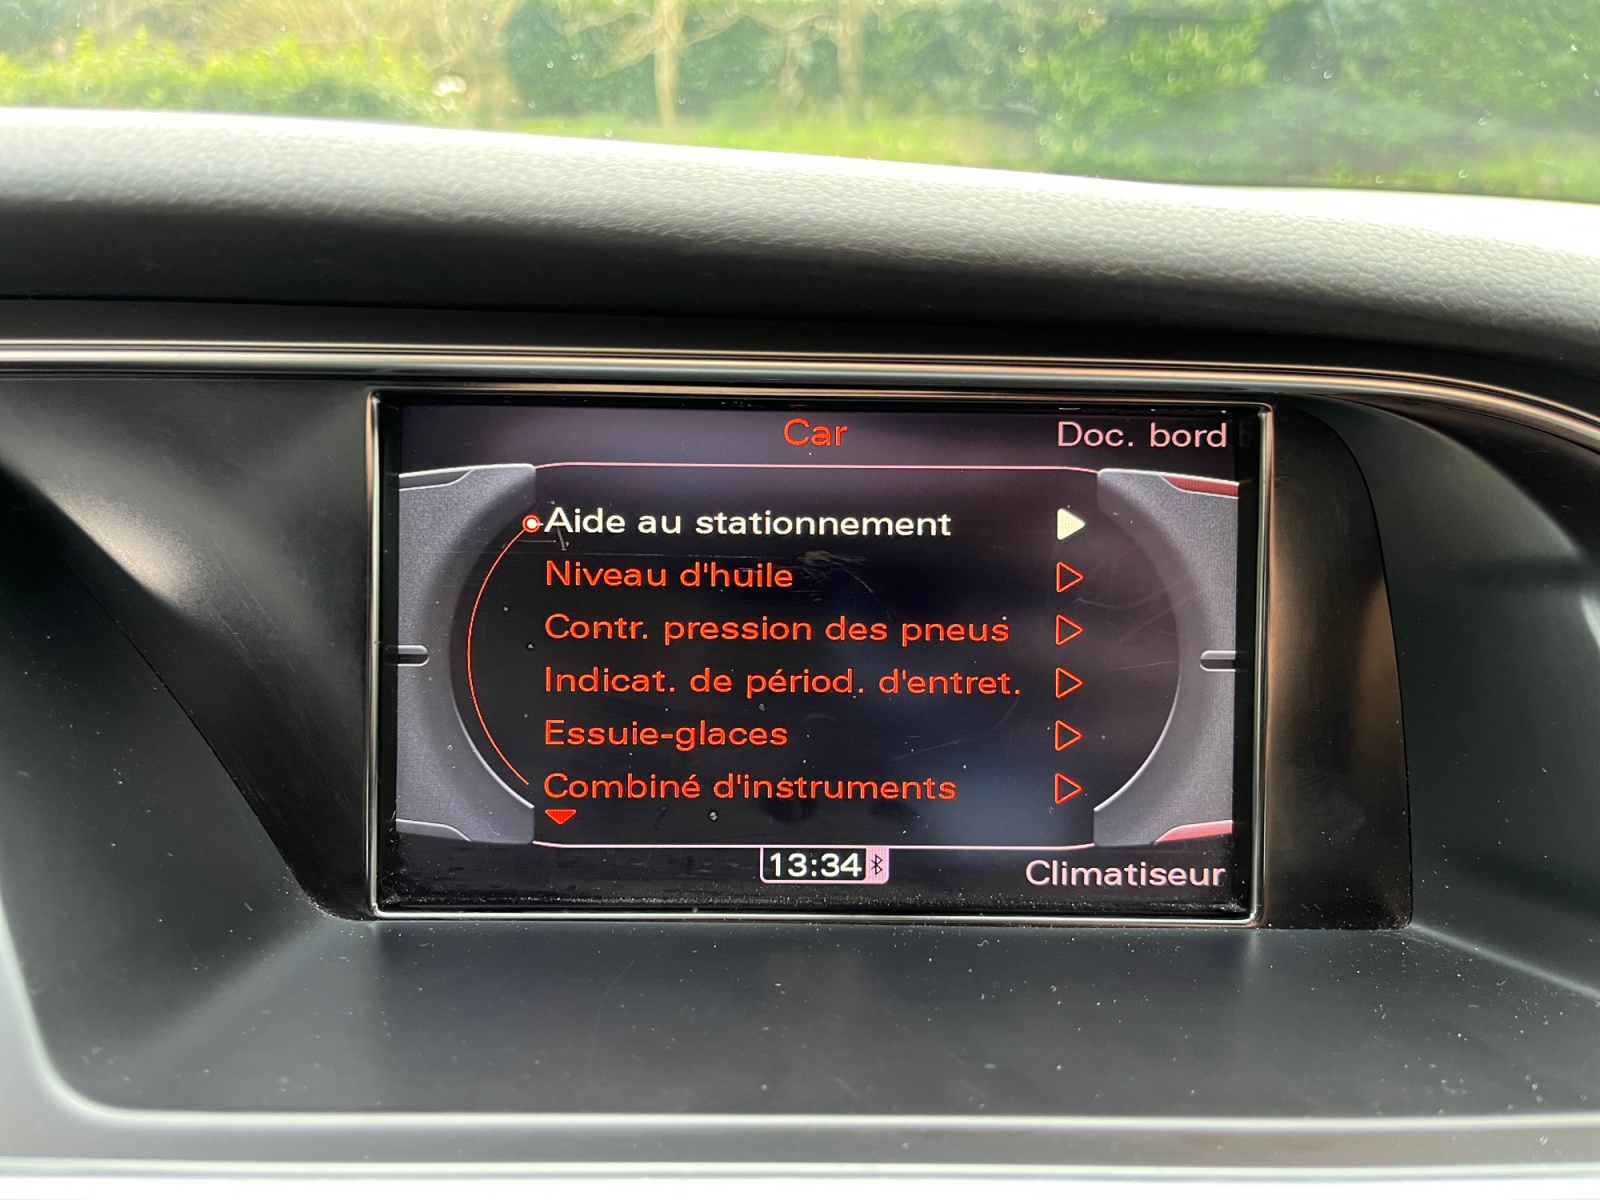 Car
Doc. bord
Aide au stationnement
Niveau d'huile
Contr. pression des pneus
Indicat. de périod. d'entret.
Essuie-glaces
Combiné d'instruments
13:34
Climatiseur